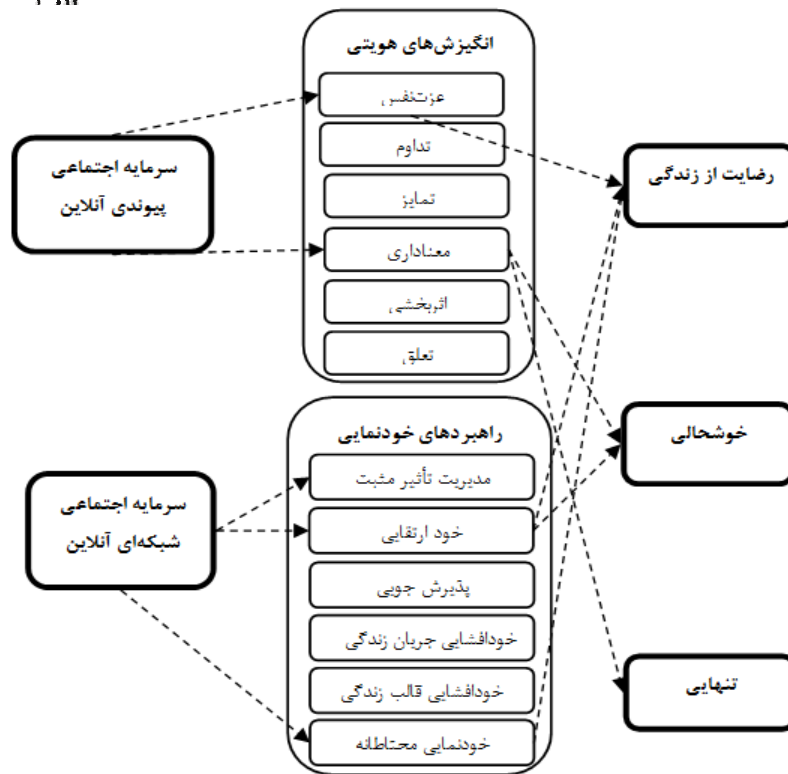 انگیزش‌های هویتی
عزت‌نفس
تداوم
تمایز
معناداری
اثربخشی
تعلق
سرمایه اجتماعی
پیوندی آنلاین
رضایت از زندگی
خوشحالی
تنهایی
راهبردهای خودنمایی
مدیریت تأثیر مثبت
خود ارتقایی
پذیرش جویی
خودافشایی جریان زندگی
خودافشایی قالب زندگی
خودنمایی محتاطانه
سرمایه اجتماعی
شبکه‌ای آنلاین